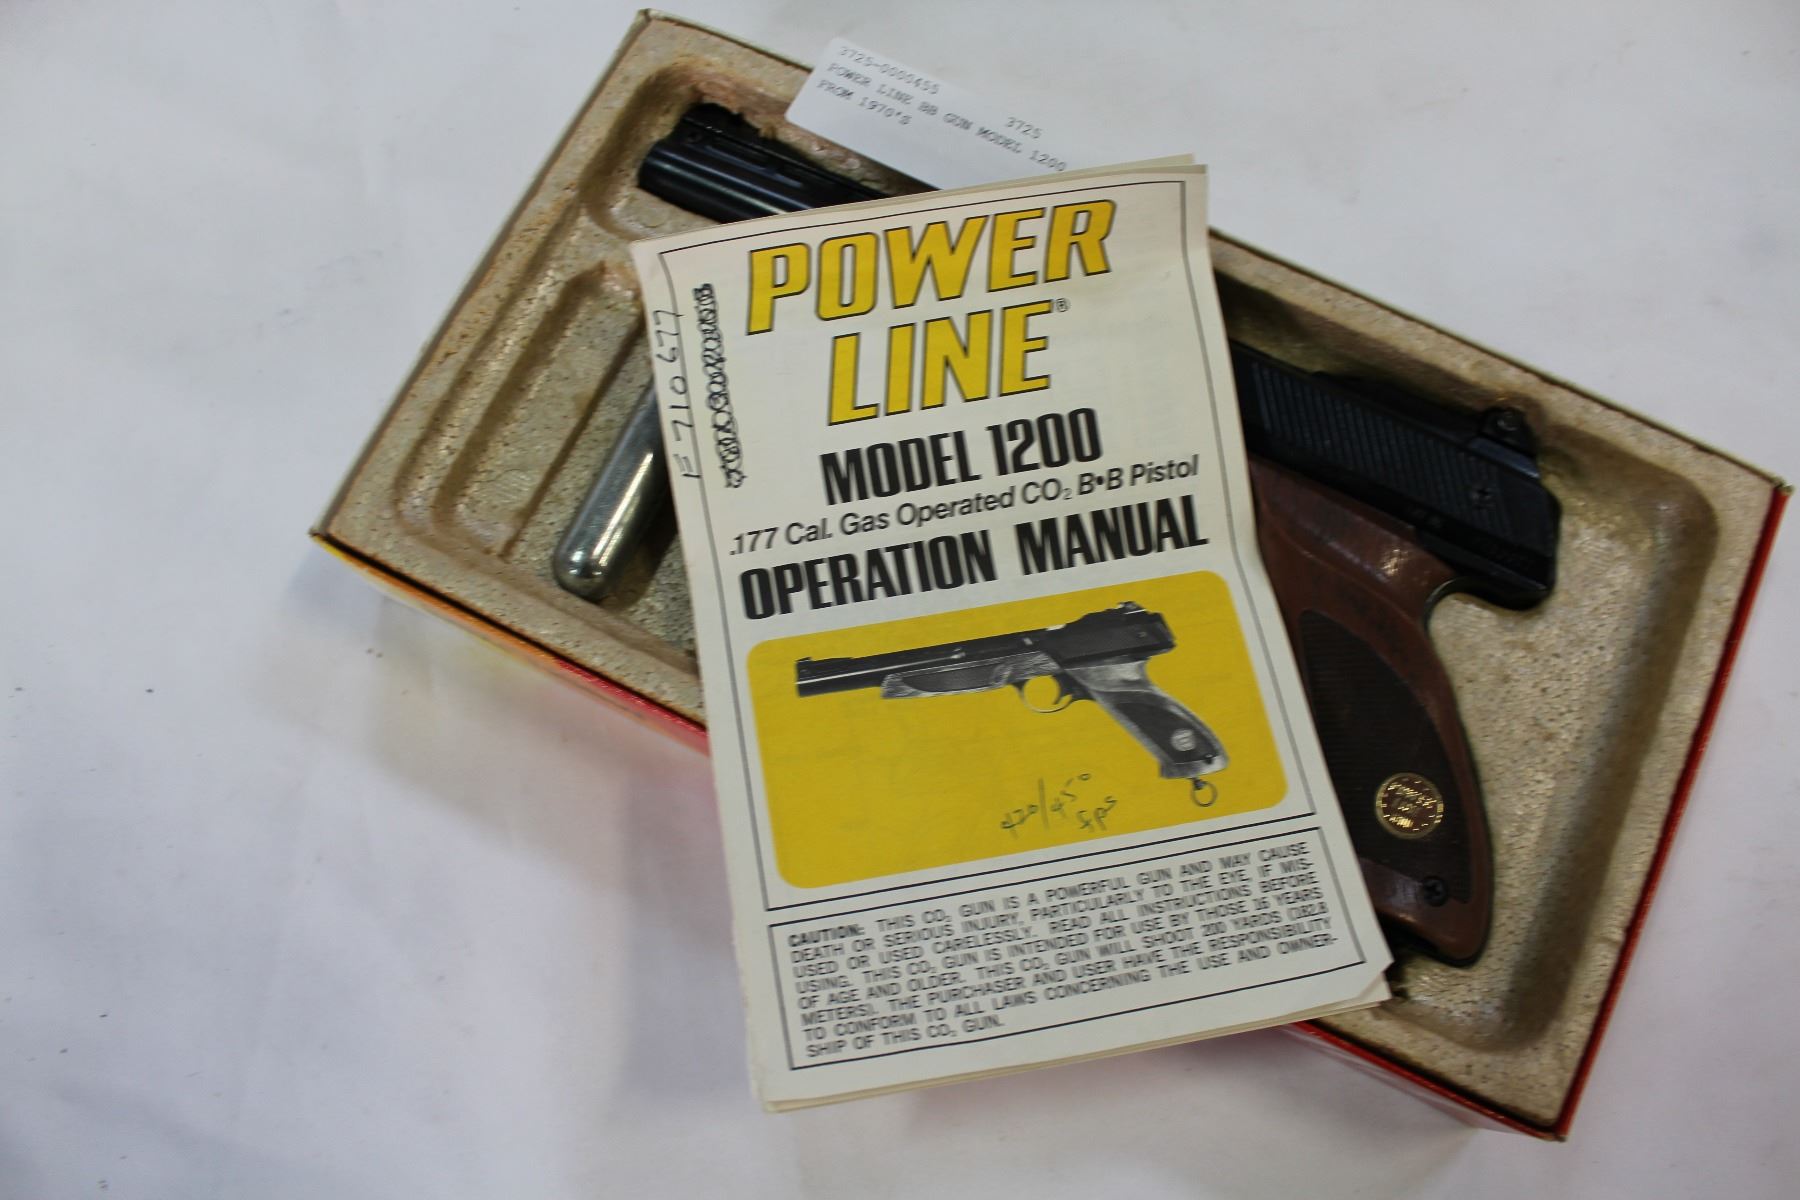 3725-0000455
3725
POWER LINE BB GUN MODEL 1200
FROM 1970'S
POWER
LINE®
MODEL 1200
.177 Cal. Gas Operated CO₂ B•B Pistol
OPERATION MANUAL
F710677
420/450
fps
CAUTION: THIS CO₂ GUN IS A POWERFUL GUN AND MAY CAUSE
DEATH OR SERIOUS INJURY, PARTICULARLY TO THE EYE, IF MIS-
USED OR USED CARELESSLY. READ ALL INSTRUCTIONS BEFORE
USING. THIS CO₂ GUN IS INTENDED FOR USE BY THOSE 16 YEARS
OF AGE AND OLDER. THIS CO₂ GUN WILL SHOOT 200 YARDS (182.8
METERS). THE PURCHASER AND USER HAVE THE RESPONSIBILITY
TO CONFORM TO ALL LAWS CONCERNING THE USE AND OWNER-
SHIP OF THIS CO₂ GUN.